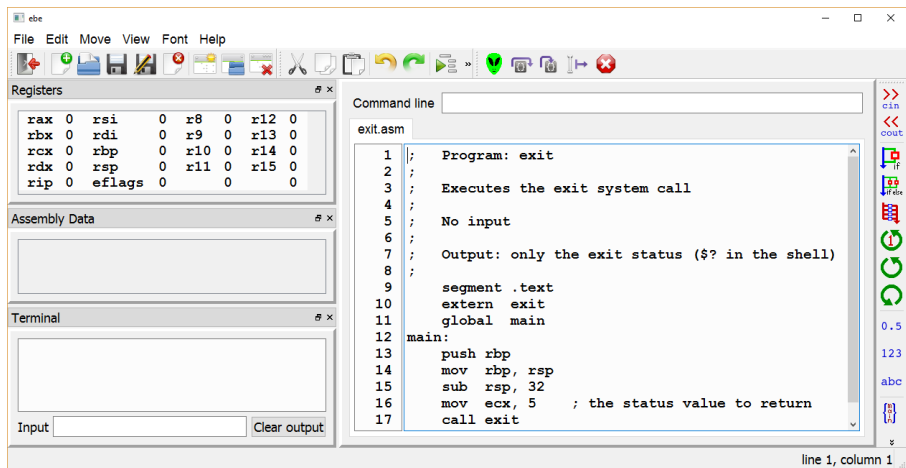 ebe
File Edit Move View Font Help
»
Registers
rax 0 rsi 0 r8 0 r12 0
rbx 0 rdi 0 r9 0 r13 0
rcx 0 rbp 0 r10 0 r14 0
rdx 0 rsp 0 r11 0 r15 0
rip 0 eflags 0 0 0
Assembly Data
Terminal
Input
Clear output
Command line
exit.asm
1 ; Program: exit
2 ;
3 ; Executes the exit system call
4 ;
5 ; No input
6 ;
7 ; Output: only the exit status ($? in the shell)
8 ;
9 segment .text
10 extern exit
11 global main
12 main:
13 push rbp
14 mov rbp, rsp
15 sub rsp, 32
16 mov ecx, 5 ; the status value to return
17 call exit
>>
cin
<<
cout
if
if else
1
0.5
123
abc
line 1, column 1